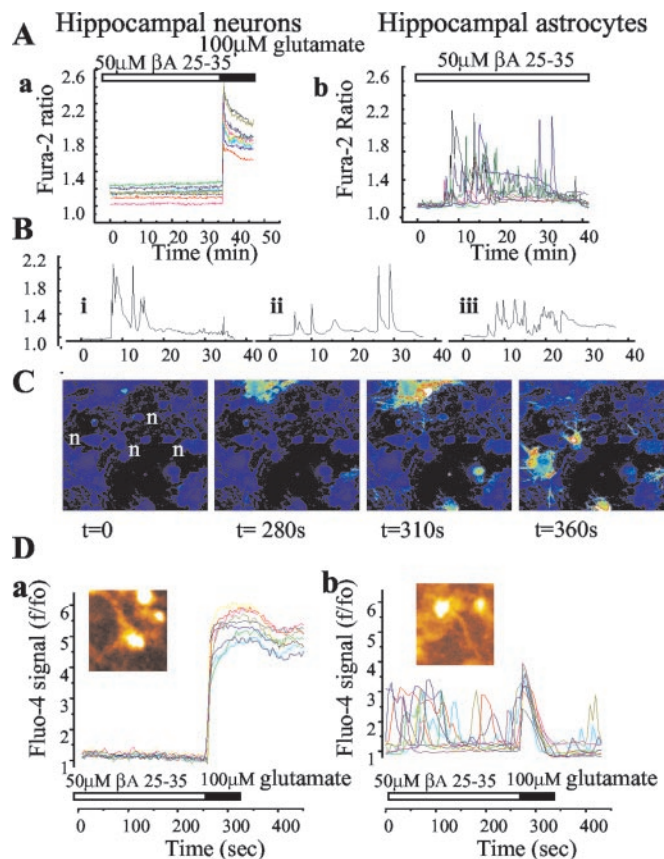 Hippocampal neurons
Hippocampal astrocytes
A
100μM glutamate
50μM βA 25-35
50μM βA 25-35
a
b
2.6
2.2
1.8
1.4
1.0
Fura-2 ratio
0 10 20 30 40 50
Time (min)
2.6
2.2
1.8
1.4
1.0
Fura-2 Ratio
0 10 20 30 40
Time (min)
B
2.2
1.8
1.4
1.0
i
ii
iii
0 10 20 30 40
0 10 20 30 40
0 10 20 30 40
C
n
n
n
n
t=0
t= 280s
t=310s
t=360s
D
a
b
Fluo-4 signal (f/fo)
6
5
4
3
2
1
Fluo-4 signal (f/fo)
6
5
4
3
2
1
50μM βA 25-35
100μM glutamate
50μM βA 25-35
100μM glutamate
0 100 200 300 400
Time (sec)
0 100 200 300 400
Time (sec)